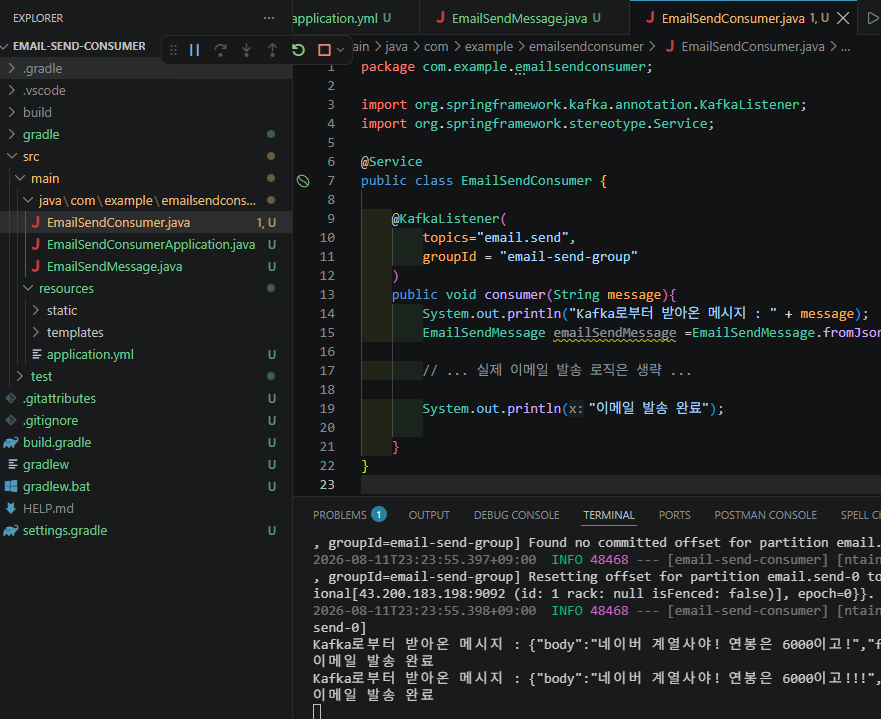 EXPLORER
EMAIL-SEND-CONSUMER
.gradle
.vscode
build
gradle
src
main
java\com\example\emailsendcons...
EmailSendConsumer.java 1, U
EmailSendConsumerApplication.java U
EmailSendMessage.java U
resources
static
templates
application.yml U
test
.gitattributes U
.gitignore U
build.gradle U
gradlew U
gradlew.bat U
HELP.md
settings.gradle U
application.yml U
EmailSendMessage.java U
EmailSendConsumer.java 1, U
ain > java > com > example > emailsendconsumer > EmailSendConsumer.java > ...
1 package com.example.emailsendconsumer;
2
3 import org.springframework.kafka.annotation.KafkaListener;
4 import org.springframework.stereotype.Service;
5
6 @Service
7 public class EmailSendConsumer {
8
9 @KafkaListener(
10 topics="email.send",
11 groupId = "email-send-group"
12 )
13 public void consumer(String message){
14 System.out.println("Kafka로부터 받아온 메시지 : " + message);
15 EmailSendMessage emailSendMessage =EmailSendMessage.fromJson
16
17 // ... 실제 이메일 발송 로직은 생략 ...
18
19 System.out.println(x: "이메일 발송 완료");
20
21 }
22 }
23
PROBLEMS 1 OUTPUT DEBUG CONSOLE TERMINAL PORTS POSTMAN CONSOLE SPELL C
, groupId=email-send-group] Found no committed offset for partition email.
2026-08-11T23:23:55.397+09:00 INFO 48468 --- [email-send-consumer] [ntain
, groupId=email-send-group] Resetting offset for partition email.send-0 to
ional[43.200.183.198:9092 (id: 1 rack: null isFenced: false)], epoch=0}}.
2026-08-11T23:23:55.398+09:00 INFO 48468 --- [email-send-consumer] [ntain
send-0]
Kafka로부터 받아온 메시지 : {"body":"네이버 계열사야! 연봉은 6000이고!","f
이메일 발송 완료
Kafka로부터 받아온 메시지 : {"body":"네이버 계열사야! 연봉은 6000이고!!!",
이메일 발송 완료